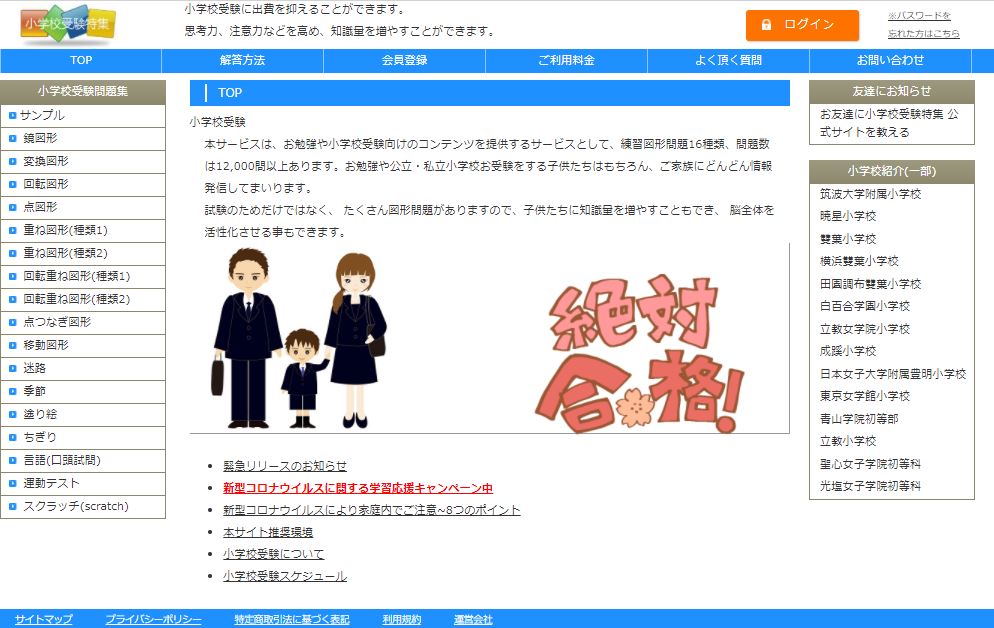 小学校受験特集
小学校受験に出費を抑えることができます。
思考力、注意力などを高め、知識量を増やすことができます。
ログイン
※パスワードを
忘れた方はこちら
TOP
解答方法
会員登録
ご利用料金
よく頂く質問
お問い合わせ
小学校受験問題集
サンプル
鏡図形
変換図形
回転図形
点図形
重ね図形(種類1)
重ね図形(種類2)
回転重ね図形(種類1)
回転重ね図形(種類2)
点つなぎ図形
移動図形
迷路
季節
塗り絵
ちぎり
言語(口頭試問)
運動テスト
スクラッチ(scratch)
TOP
小学校受験
本サービスは、お勉強や小学校受験向けのコンテンツを提供するサービスとして、練習図形問題16種類、問題数
は12,000問以上あります。お勉強や公立・私立小学校お受験をする子供たちはもちろん、ご家族にどんどん情報
発信してまいります。
試験のためだけではなく、 たくさん図形問題がありますので、子供たちに知識量を増やすこともでき、 脳全体を
活性化させる事もできます。
絶対
合格!
緊急リリースのお知らせ
新型コロナウイルスに関する学習応援キャンペーン中
新型コロナウイルスにより家庭内でご注意~8つのポイント
本サイト推奨環境
小学校受験について
小学校受験スケジュール
友達にお知らせ
お友達に小学校受験特集 公
式サイトを教える
小学校紹介(一部)
筑波大学附属小学校
暁星小学校
雙葉小学校
横浜雙葉小学校
田園調布雙葉小学校
白百合学園小学校
立教女学院小学校
成蹊小学校
日本女子大学附属豊明小学校
東京女学館小学校
青山学院初等部
立教小学校
聖心女子学院初等科
光塩女子学院初等科
サイトマップ
プライバシーポリシー
特定商取引法に基づく表記
利用規約
運営会社